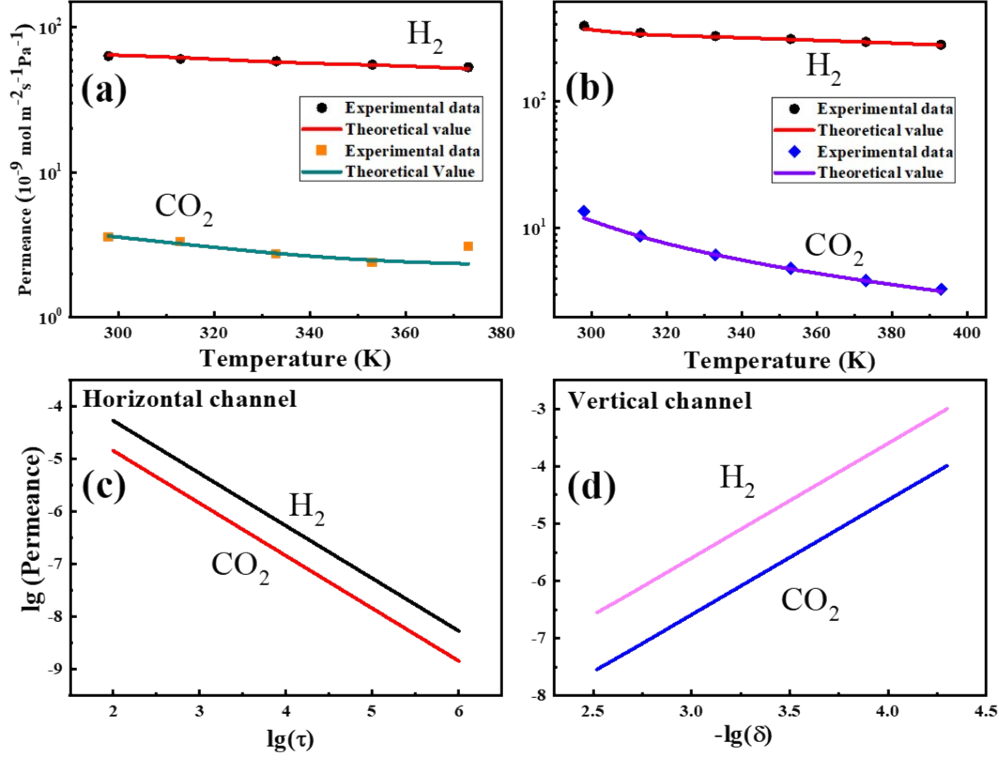 H₂
(a)
Experimental data
Theoretical value
Experimental data
Theoretical Value
CO₂
Permeance (10⁻⁹ mol m⁻²s⁻¹Pa⁻¹)
10²
10¹
10⁰
300 320 340 360 380
Temperature (K)
H₂
(b)
Experimental data
Theoretical value
Experimental data
Theoretical value
CO₂
10²
10¹
300 320 340 360 380 400
Temperature (K)
Horizontal channel
(c)
H₂
CO₂
lg (Permeance)
-4
-5
-6
-7
-8
-9
2 3 4 5 6
lg(τ)
Vertical channel
(d)
H₂
CO₂
-3
-4
-5
-6
-7
-8
2.5 3.0 3.5 4.0 4.5
-lg(δ)